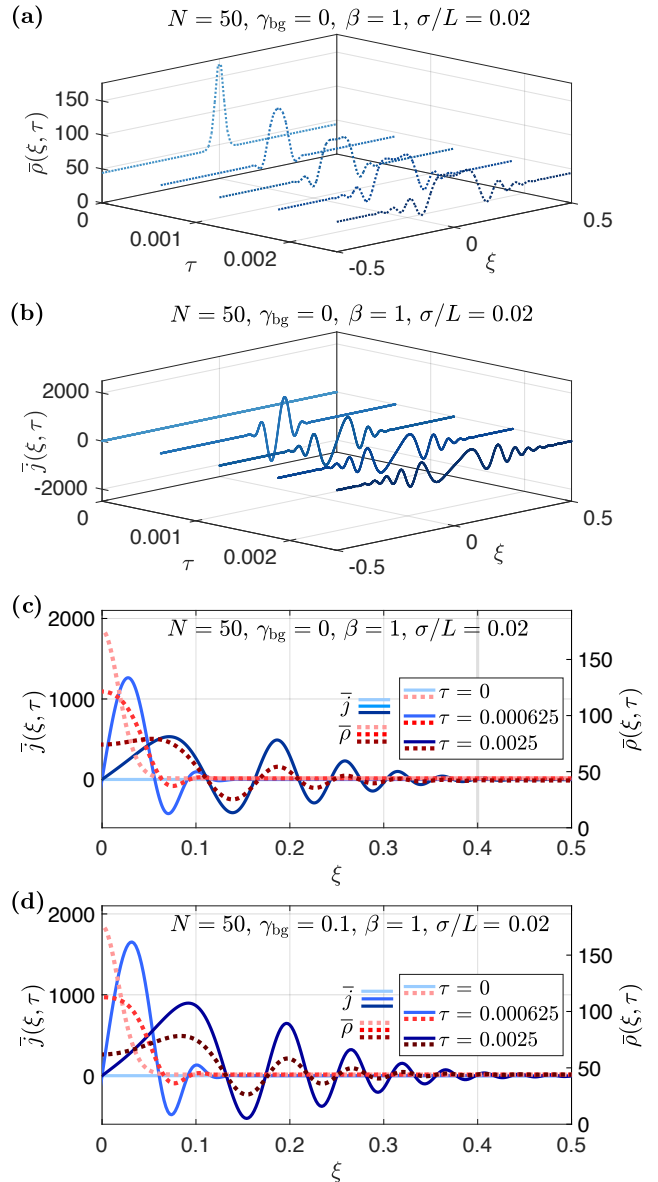 (a)
N = 50, γbg = 0, β = 1, σ/L = 0.02
ρ̅(ξ, τ)
150
100
50
0
0
0.001
0.002
τ
-0.5
0
0.5
ξ
(b)
N = 50, γbg = 0, β = 1, σ/L = 0.02
j̅(ξ, τ)
2000
0
-2000
0
0.001
0.002
τ
-0.5
0
0.5
ξ
(c)
N = 50, γbg = 0, β = 1, σ/L = 0.02
j̅(ξ, τ)
2000
1000
0
j̅
ρ̅
τ = 0
τ = 0.000625
τ = 0.0025
150
100
50
0
ρ̅(ξ, τ)
0 0.1 0.2 0.3 0.4 0.5
ξ
(d)
N = 50, γbg = 0.1, β = 1, σ/L = 0.02
j̅(ξ, τ)
2000
1000
0
j̅
ρ̅
τ = 0
τ = 0.000625
τ = 0.0025
150
100
50
0
ρ̅(ξ, τ)
0 0.1 0.2 0.3 0.4 0.5
ξ